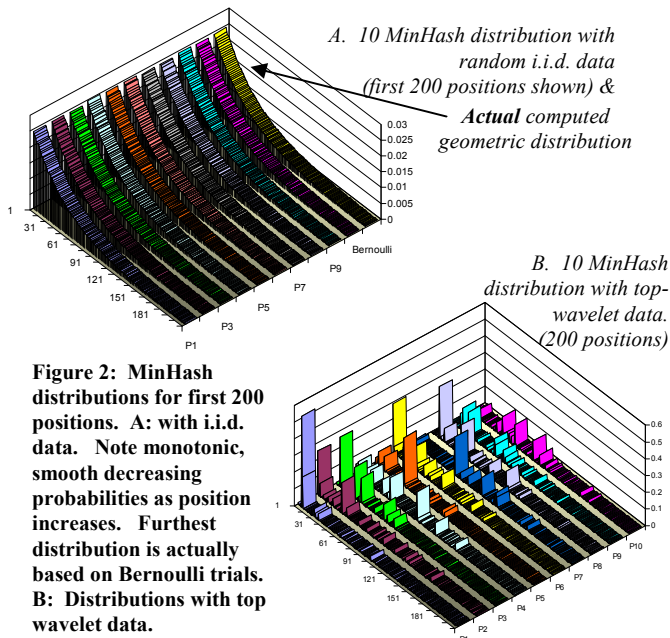 A. 10 MinHash distribution with
random i.i.d. data
(first 200 positions shown) &
Actual computed
geometric distribution
0.03
0.025
0.02
0.015
0.01
0.005
0
1
31
61
91
121
151
181
P1
P3
P5
P7
P9
Bernoulli
B. 10 MinHash
distribution with top-
wavelet data.
(200 positions)
Figure 2: MinHash
distributions for first 200
positions. A: with i.i.d.
data. Note monotonic,
smooth decreasing
probabilities as position
increases. Furthest
distribution is actually
based on Bernoulli trials.
B: Distributions with top
wavelet data.
0.6
0.5
0.4
0.3
0.2
0.1
0
1
31
61
91
121
151
181
P1
P2
P3
P4
P5
P6
P7
P8
P9
P10